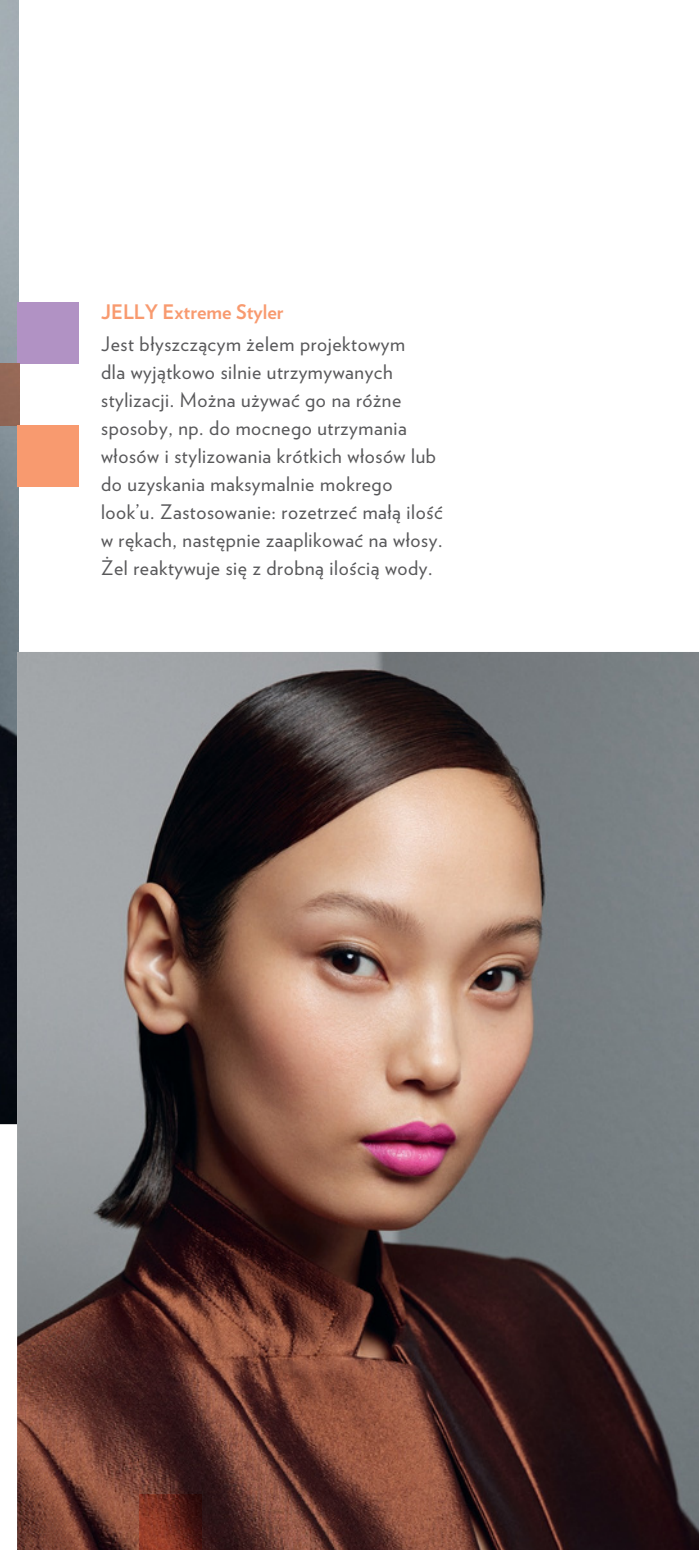 JELLY Extreme Styler
Jest błyszczącym żelem projektowym
dla wyjątkowo silnie utrzymywanych
stylizacji. Można używać go na różne
sposoby, np. do mocnego utrzymania
włosów i stylizowania krótkich włosów lub
do uzyskania maksymalnie mokrego
look’u. Zastosowanie: rozetrzeć małą ilość
w rękach, następnie zaaplikować na włosy.
Żel reaktywuje się z drobną ilością wody.